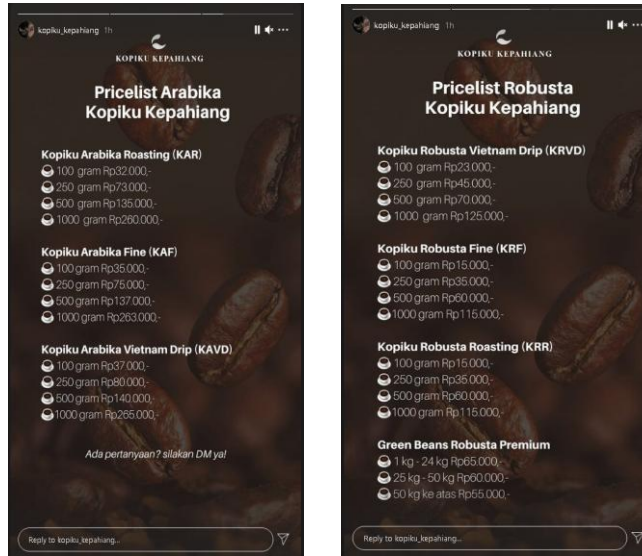 kopiku_kepahiang 1h
KOPIKU KEPAHIANG
Pricelist Arabika
Kopiku Kepahiang
Kopiku Arabika Roasting (KAR)
100 gram Rp32.000,-
250 gram Rp73.000,-
500 gram Rp135.000,-
1000 gram Rp260.000,-
Kopiku Arabika Fine (KAF)
100 gram Rp35.000,-
250 gram Rp75.000,-
500 gram Rp137.000,-
1000 gram Rp263.000,-
Kopiku Arabika Vietnam Drip (KAVD)
100 gram Rp37.000,-
250 gram Rp80.000,-
500 gram Rp140.000,-
1000 gram Rp265.000,-
Ada pertanyaan? silakan DM ya!
Reply to kopiku_kepahiang...
kopiku_kepahiang 1h
KOPIKU KEPAHIANG
Pricelist Robusta
Kopiku Kepahiang
Kopiku Robusta Vietnam Drip (KRVD)
100 gram Rp23.000,-
250 gram Rp45.000,-
500 gram Rp70.000,-
1000 gram Rp125.000,-
Kopiku Robusta Fine (KRF)
100 gram Rp15.000,-
250 gram Rp35.000,-
500 gram Rp60.000,-
1000 gram Rp115.000,-
Kopiku Robusta Roasting (KRR)
100 gram Rp15.000,-
250 gram Rp35.000,-
500 gram Rp60.000,-
1000 gram Rp115.000,-
Green Beans Robusta Premium
1 kg - 24 kg Rp65.000,-
25 kg - 50 kg Rp60.000,-
50 kg ke atas Rp55.000,-
Reply to kopiku_kepahiang...